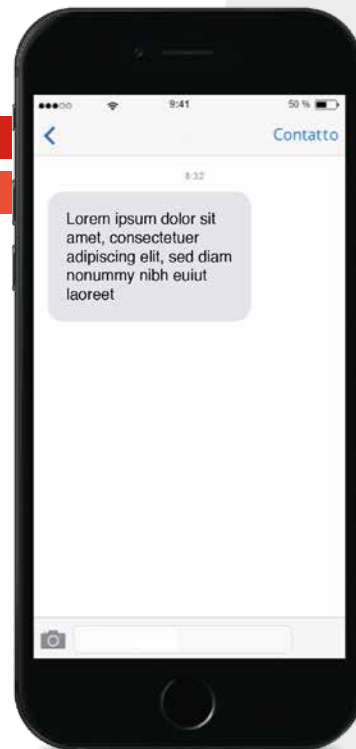 9:41
50 %
Contatto
8:32
Lorem ipsum dolor sit
amet, consectetuer
adipiscing elit, sed diam
nonummy nibh euiut
laoreet